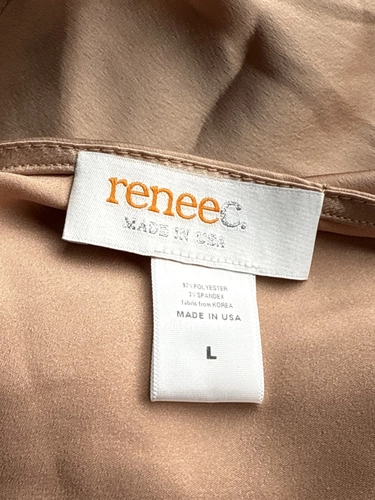 reneeC.
MADE IN USA
97% POLYESTER
3% SPANDEX
fabric from KOREA
MADE IN USA
L